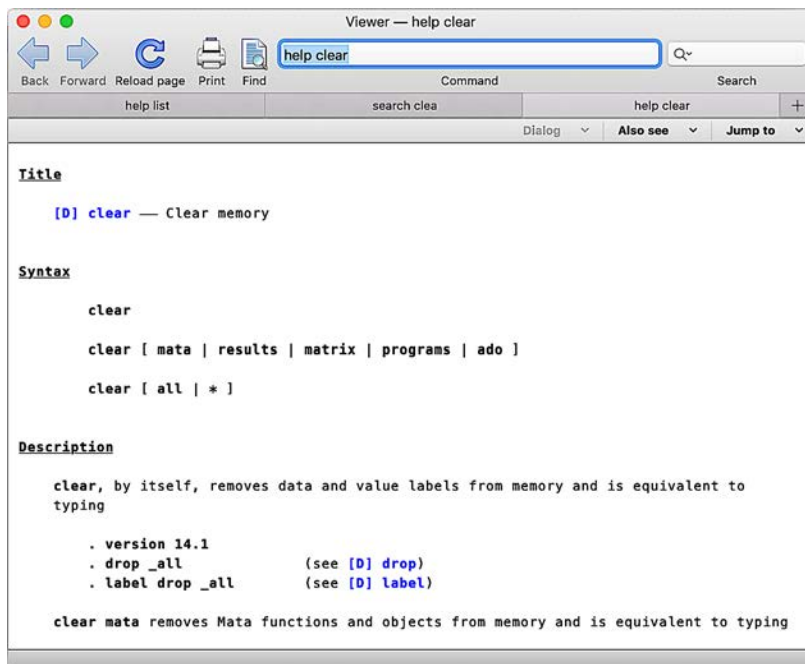 Viewer — help clear
help clear
Back Forward Reload page Print Find Command Search
help list search clea help clear +
Dialog Also see Jump to
Title
[D] clear — Clear memory
Syntax
clear
clear [ mata | results | matrix | programs | ado ]
clear [ all | * ]
Description
clear, by itself, removes data and value labels from memory and is equivalent to
typing
. version 14.1
. drop _all (see [D] drop)
. label drop _all (see [D] label)
clear mata removes Mata functions and objects from memory and is equivalent to typing